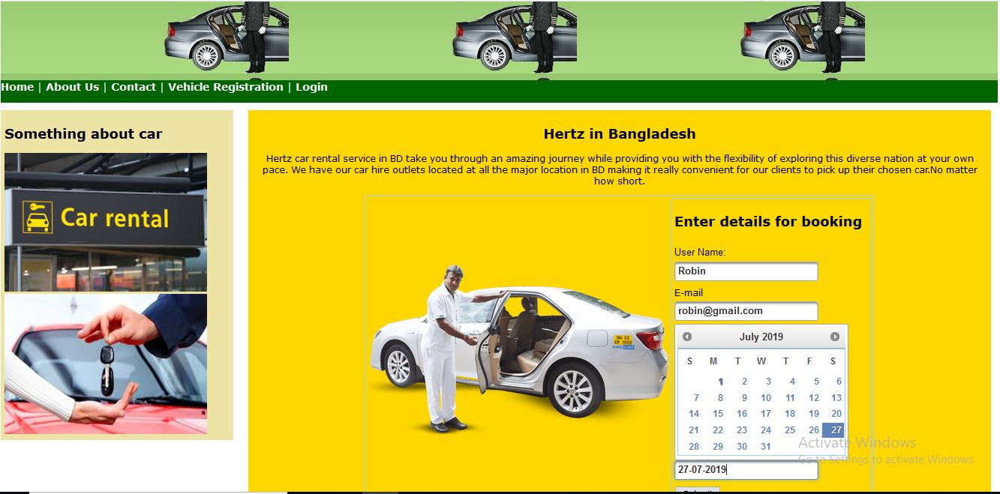 Home | About Us | Contact | Vehicle Registration | Login
Something about car
Car rental
Hertz in Bangladesh
Hertz car rental service in BD take you through an amazing journey while providing you with the flexibility of exploring this diverse nation at your own
pace. We have our car hire outlets located at all the major location in BD making it really convenient for our clients to pick up their chosen car.No matter
how short.
MH 02
CR 1559
Enter details for booking
User Name:
Robin
E-mail
robin@gmail.com
July 2019
S M T W T F S
1 2 3 4 5 6
7 8 9 10 11 12 13
14 15 16 17 18 19 20
21 22 23 24 25 26 27
28 29 30 31
27-07-2019
Activate Windows
Go to Settings to activate Windows.